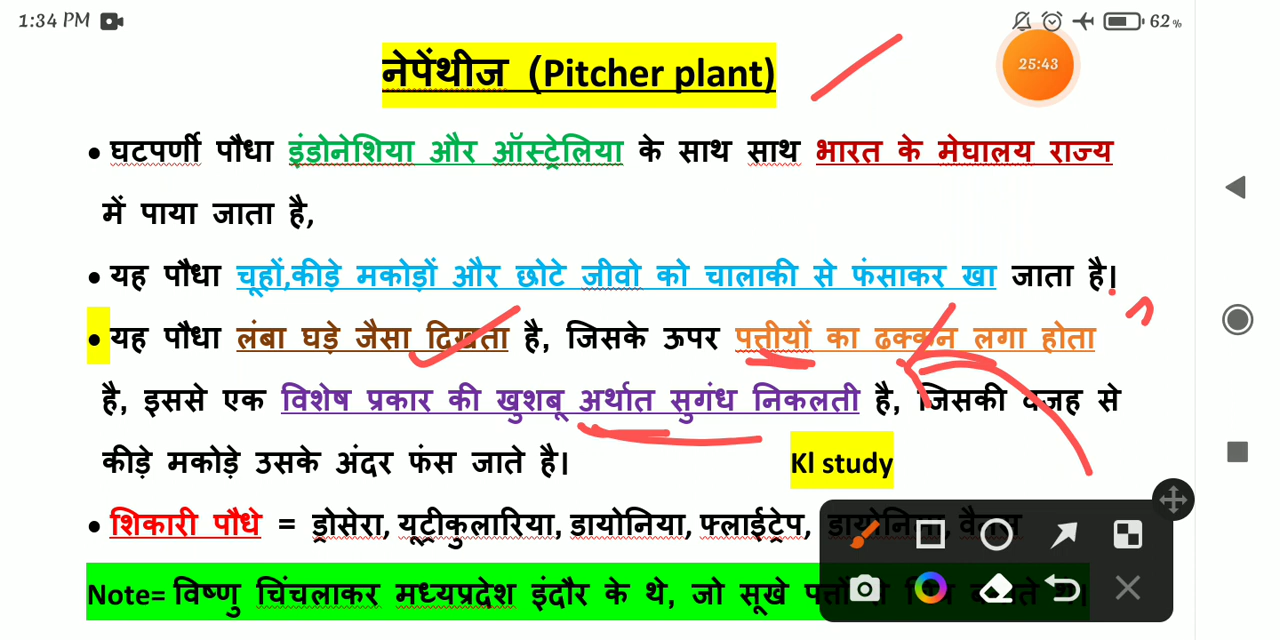 1:34 PM
62%
25:43
नेपेंथीज (Pitcher plant)
• घटपर्णी पौधा इंडोनेशिया और ऑस्ट्रेलिया के साथ साथ भारत के मेघालय राज्य
में पाया जाता है,
• यह पौधा चूहों,कीड़े मकोड़ों और छोटे जीवो को चालाकी से फंसाकर खा जाता है।
• यह पौधा लंबा घड़े जैसा दिखता है, जिसके ऊपर पत्तीयों का ढक्कन लगा होता
है, इससे एक विशेष प्रकार की खुशबू अर्थात सुगंध निकलती है, जिसकी वजह से
कीड़े मकोड़े उसके अंदर फंस जाते है।
Kl study
• शिकारी पौधे = ड्रोसेरा, यूट्रीकुलारिया, डायोनिया, फ्लाईट्रेप,
Note= विष्णु चिंचलाकर मध्यप्रदेश इंदौर के थे, जो सूखे